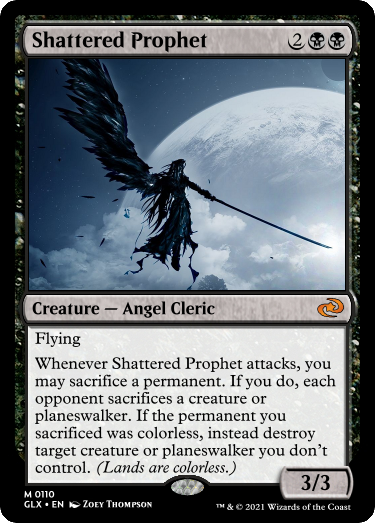 Shattered Prophet 2
Creature — Angel Cleric
Flying
Whenever Shattered Prophet attacks, you
may sacrifice a permanent. If you do, each
opponent sacrifices a creature or
planeswalker. If the permanent you
sacrificed was colorless, instead destroy
target creature or planeswalker you don't
control. (Lands are colorless.)
3/3
M 0110
GLX • EN Zoey Thompson
™ & © 2021 Wizards of the Coast